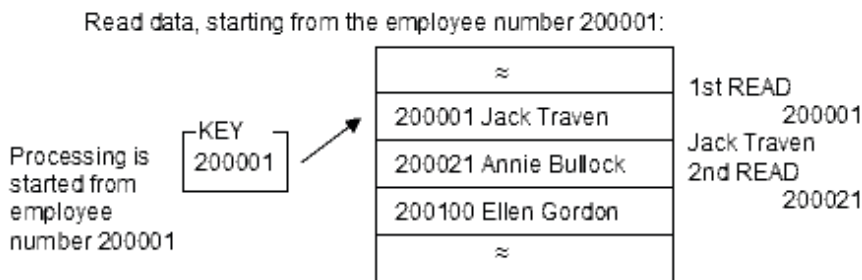 Read data, starting from the employee number 200001:
≈
200001 Jack Traven
200021 Annie Bullock
200100 Ellen Gordon
≈
KEY
200001
Processing is
started from
employee
number 200001
1st READ
200001
Jack Traven
2nd READ
200021